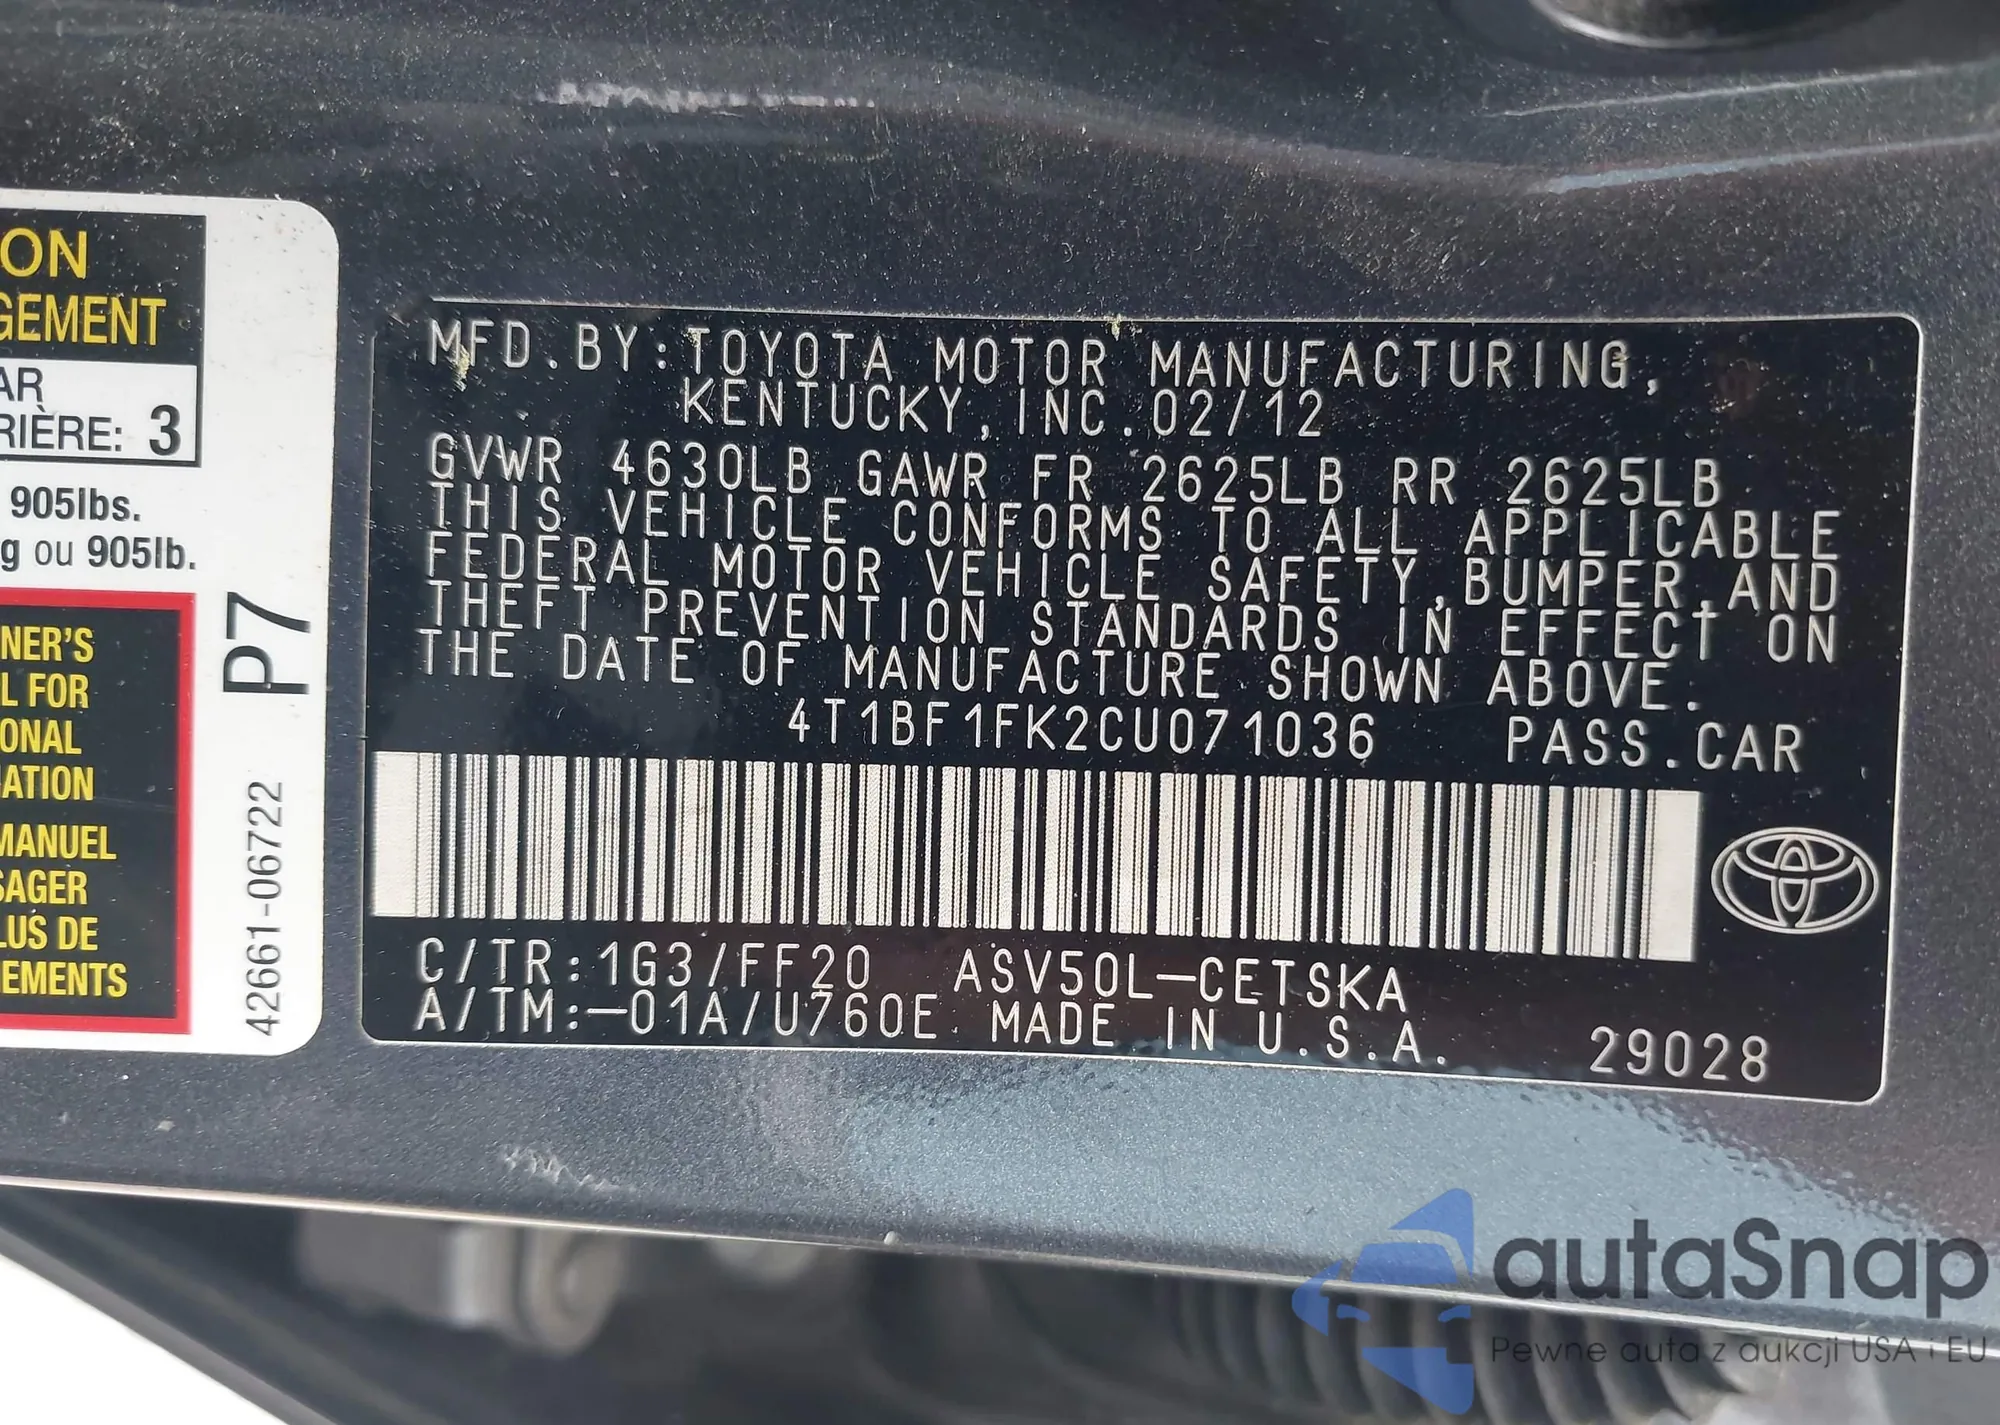 ON
GEMENT
AR
RIÈRE: 3
905lbs.
g ou 905lb.
NER'S
L FOR
ONAL
ATION
MANUEL
SAGER
LUS DE
EMENTS
P7
42661-06722
MFD.BY:TOYOTA MOTOR MANUFACTURING,
KENTUCKY, INC. 02/12
GVWR 4630LB GAWR FR 2625LB RR 2625LB
THIS VEHICLE CONFORMS TO ALL APPLICABLE
FEDERAL MOTOR VEHICLE SAFETY, BUMPER, AND
THEFT PREVENTION STANDARDS IN EFFECT ON
THE DATE OF MANUFACTURE SHOWN ABOVE.
4T1BF1FK2CU071036 PASS.CAR
C/TR:1G3/FF20 ASV50L-CETSKA
A/TM:-01A/U760E MADE IN U.S.A. 29028
autaSnap
Pewne auta z aukcji USA i EU